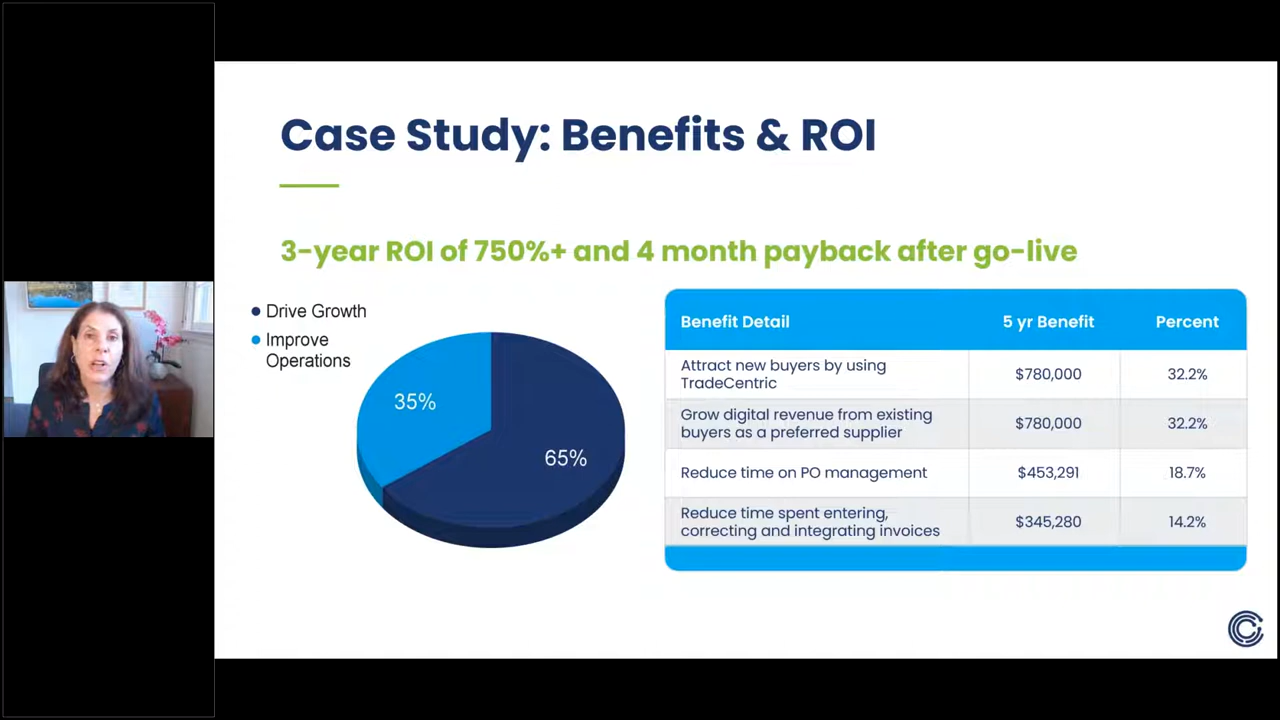 Case Study: Benefits & ROI
3-year ROI of 750%+ and 4 month payback after go-live
Drive Growth
Improve
Operations
35%
65%
Benefit Detail 5 yr Benefit Percent
Attract new buyers by using
TradeCentric
$780,000 32.2%
Grow digital revenue from existing
buyers as a preferred supplier
$780,000 32.2%
Reduce time on PO management $453,291 18.7%
Reduce time spent entering,
correcting and integrating invoices
$345,280 14.2%